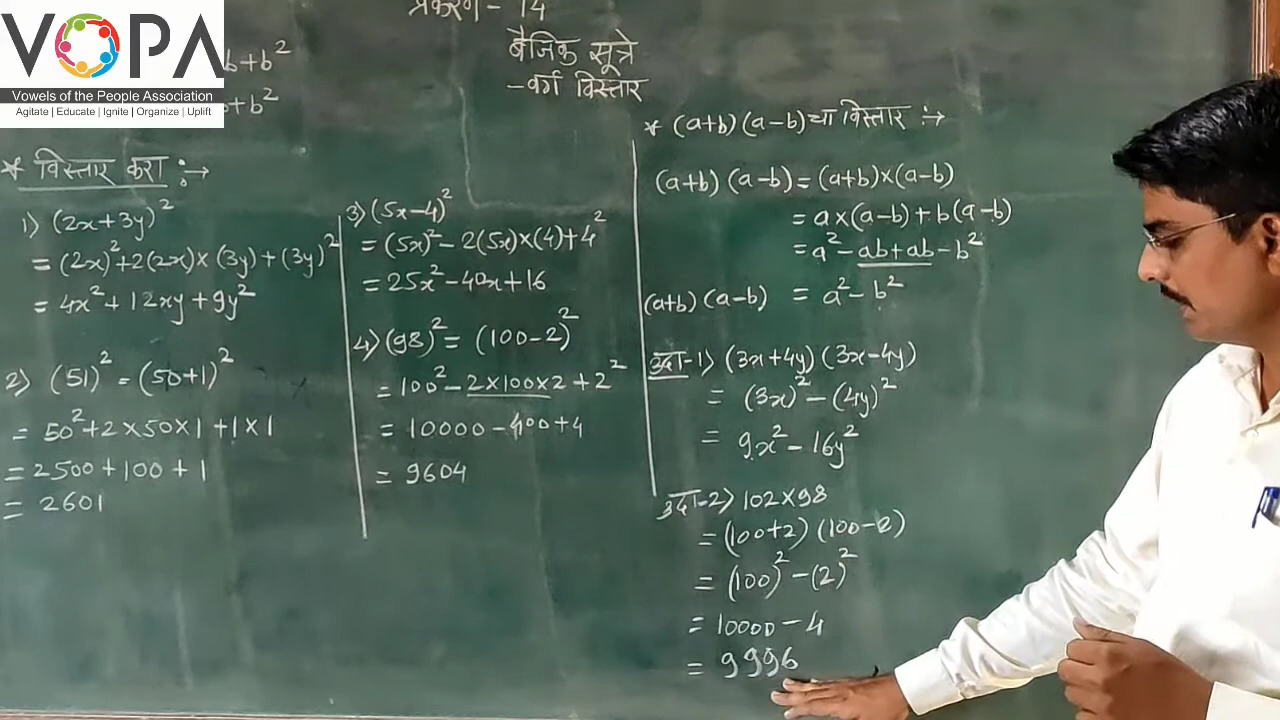 VOPA
Vowels of the People Association
Agitate | Educate | Ignite | Organize | Uplift
प्रकरण - 14
बैजिक सूत्रे
- वर्ग विस्तार
b+b²
b+b²
* विस्तार करा :→
1) (2x+3y)²
= (2x)²+2(2x)×(3y)+(3y)²
= 4x²+12xy+9y²
2) (51)² = (50+1)²
= 50²+2×50×1+1×1
= 2500+100+1
= 2601
3) (5x-4)²
= (5x)²-2(5x)×(4)+4²
= 25x²-40x+16
4) (98)² = (100-2)²
= 100²-2×100×2+2²
= 10000-400+4
= 9604
* (a+b)(a-b) चा विस्तार :→
(a+b)(a-b) = (a+b)×(a-b)
= a×(a-b)+b(a-b)
= a²-ab+ab-b²
(a+b)(a-b) = a²-b²
उदा-1) (3x+4y)(3x-4y)
= (3x)²-(4y)²
= 9x²-16y²
उदा-2) 102×98
= (100+2)(100-2)
= (100)²-(2)²
= 10000-4
= 9996